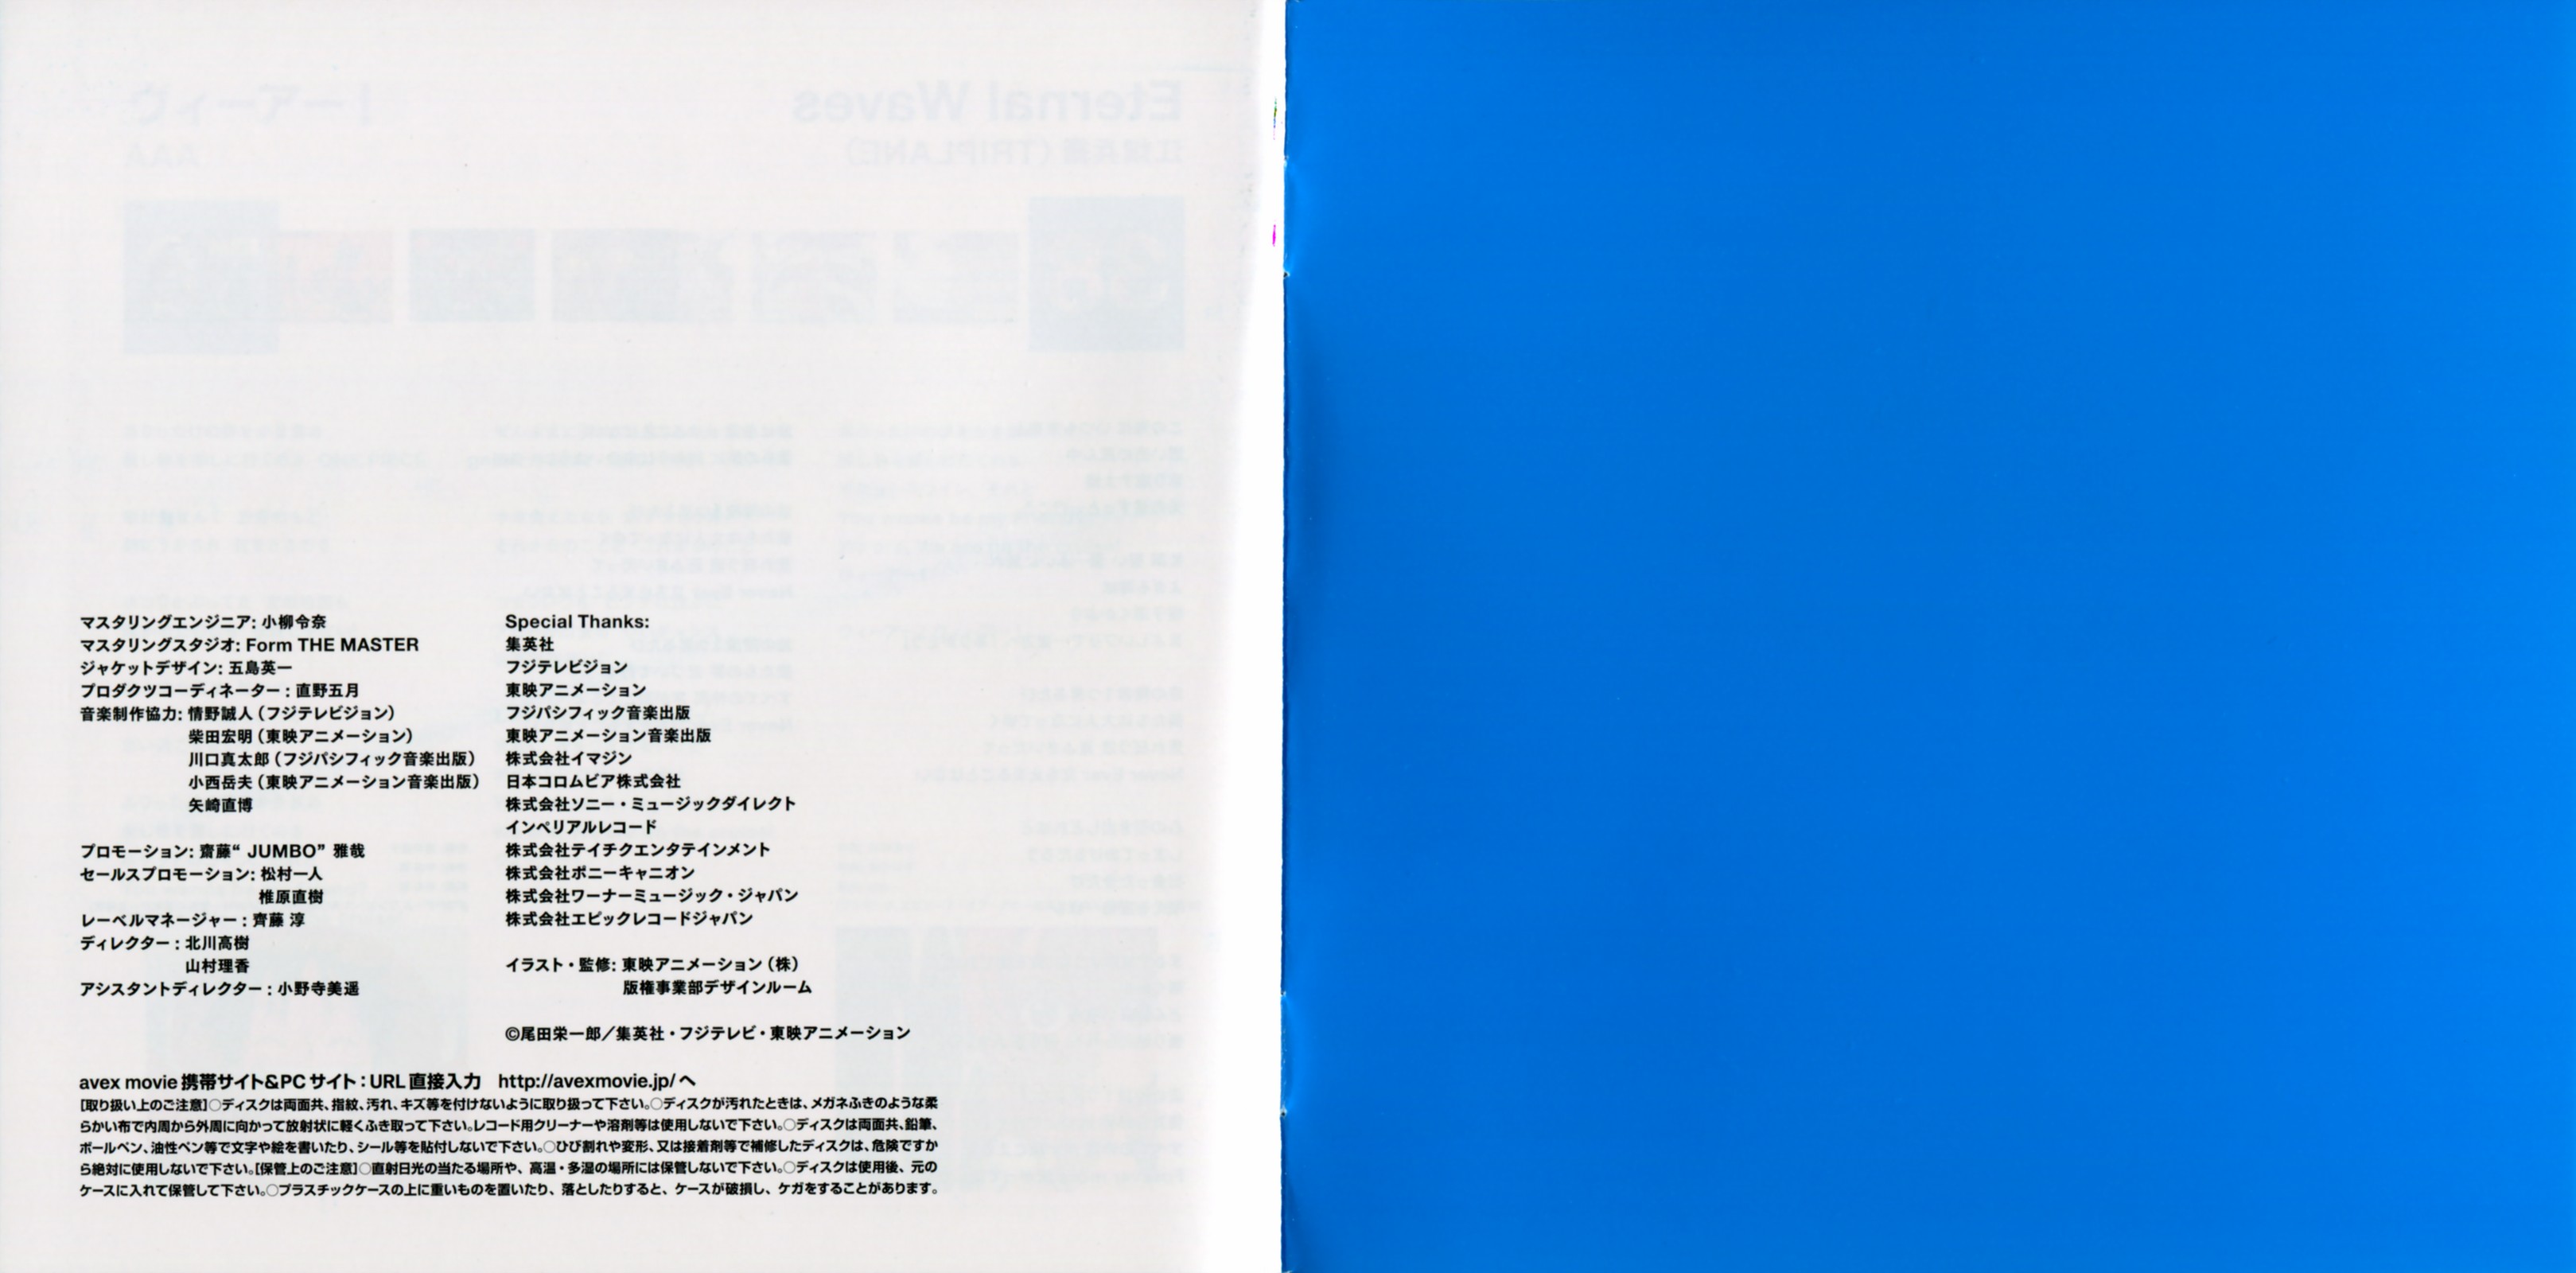 マスタリングエンジニア: 小柳令奈
マスタリングスタジオ: Form THE MASTER
ジャケットデザイン: 五島英一
プロダクツコーディネーター : 直野五月
音楽制作協力: 情野誠人（フジテレビジョン）
柴田宏明（東映アニメーション）
川口真太郎（フジパシフィック音楽出版）
小西岳夫（東映アニメーション音楽出版）
矢崎直博
プロモーション: 齋藤“ JUMBO” 雅哉
セールスプロモーション: 松村一人
椎原直樹
レーベルマネージャー : 齊藤 淳
ディレクター : 北川高樹
山村理香
アシスタントディレクター : 小野寺美遥
Special Thanks:
集英社
フジテレビジョン
東映アニメーション
フジパシフィック音楽出版
東映アニメーション音楽出版
株式会社イマジン
日本コロムビア株式会社
株式会社ソニー・ミュージックダイレクト
インペリアルレコード
株式会社テイチクエンタテインメント
株式会社ポニーキャニオン
株式会社ワーナーミュージック・ジャパン
株式会社エピックレコードジャパン
イラスト・監修: 東映アニメーション（株）
版権事業部デザインルーム
©尾田栄一郎／集英社・フジテレビ・東映アニメーション
avex movie 携帯サイト&PC サイト : URL 直接入力 http://avexmovie.jp/ へ
[取り扱い上のご注意]○ディスクは両面共、指紋、汚れ、キズ等を付けないように取り扱って下さい。○ディスクが汚れたときは、メガネふきのような柔
らかい布で内周から外周に向かって放射状に軽くふき取って下さい。レコード用クリーナーや溶剤等は使用しないで下さい。○ディスクは両面共、鉛筆、
ボールペン、油性ペン等で文字や絵を書いたり、シール等を貼付しないで下さい。○ひび割れや変形、又は接着剤等で補修したディスクは、危険ですか
ら絶対に使用しないで下さい。[保管上のご注意]○直射日光の当たる場所や、高温・多湿の場所には保管しないで下さい。○ディスクは使用後、元の
ケースに入れて保管して下さい。○プラスチックケースの上に重いものを置いたり、落としたりすると、ケースが破損し、ケガをすることがあります。